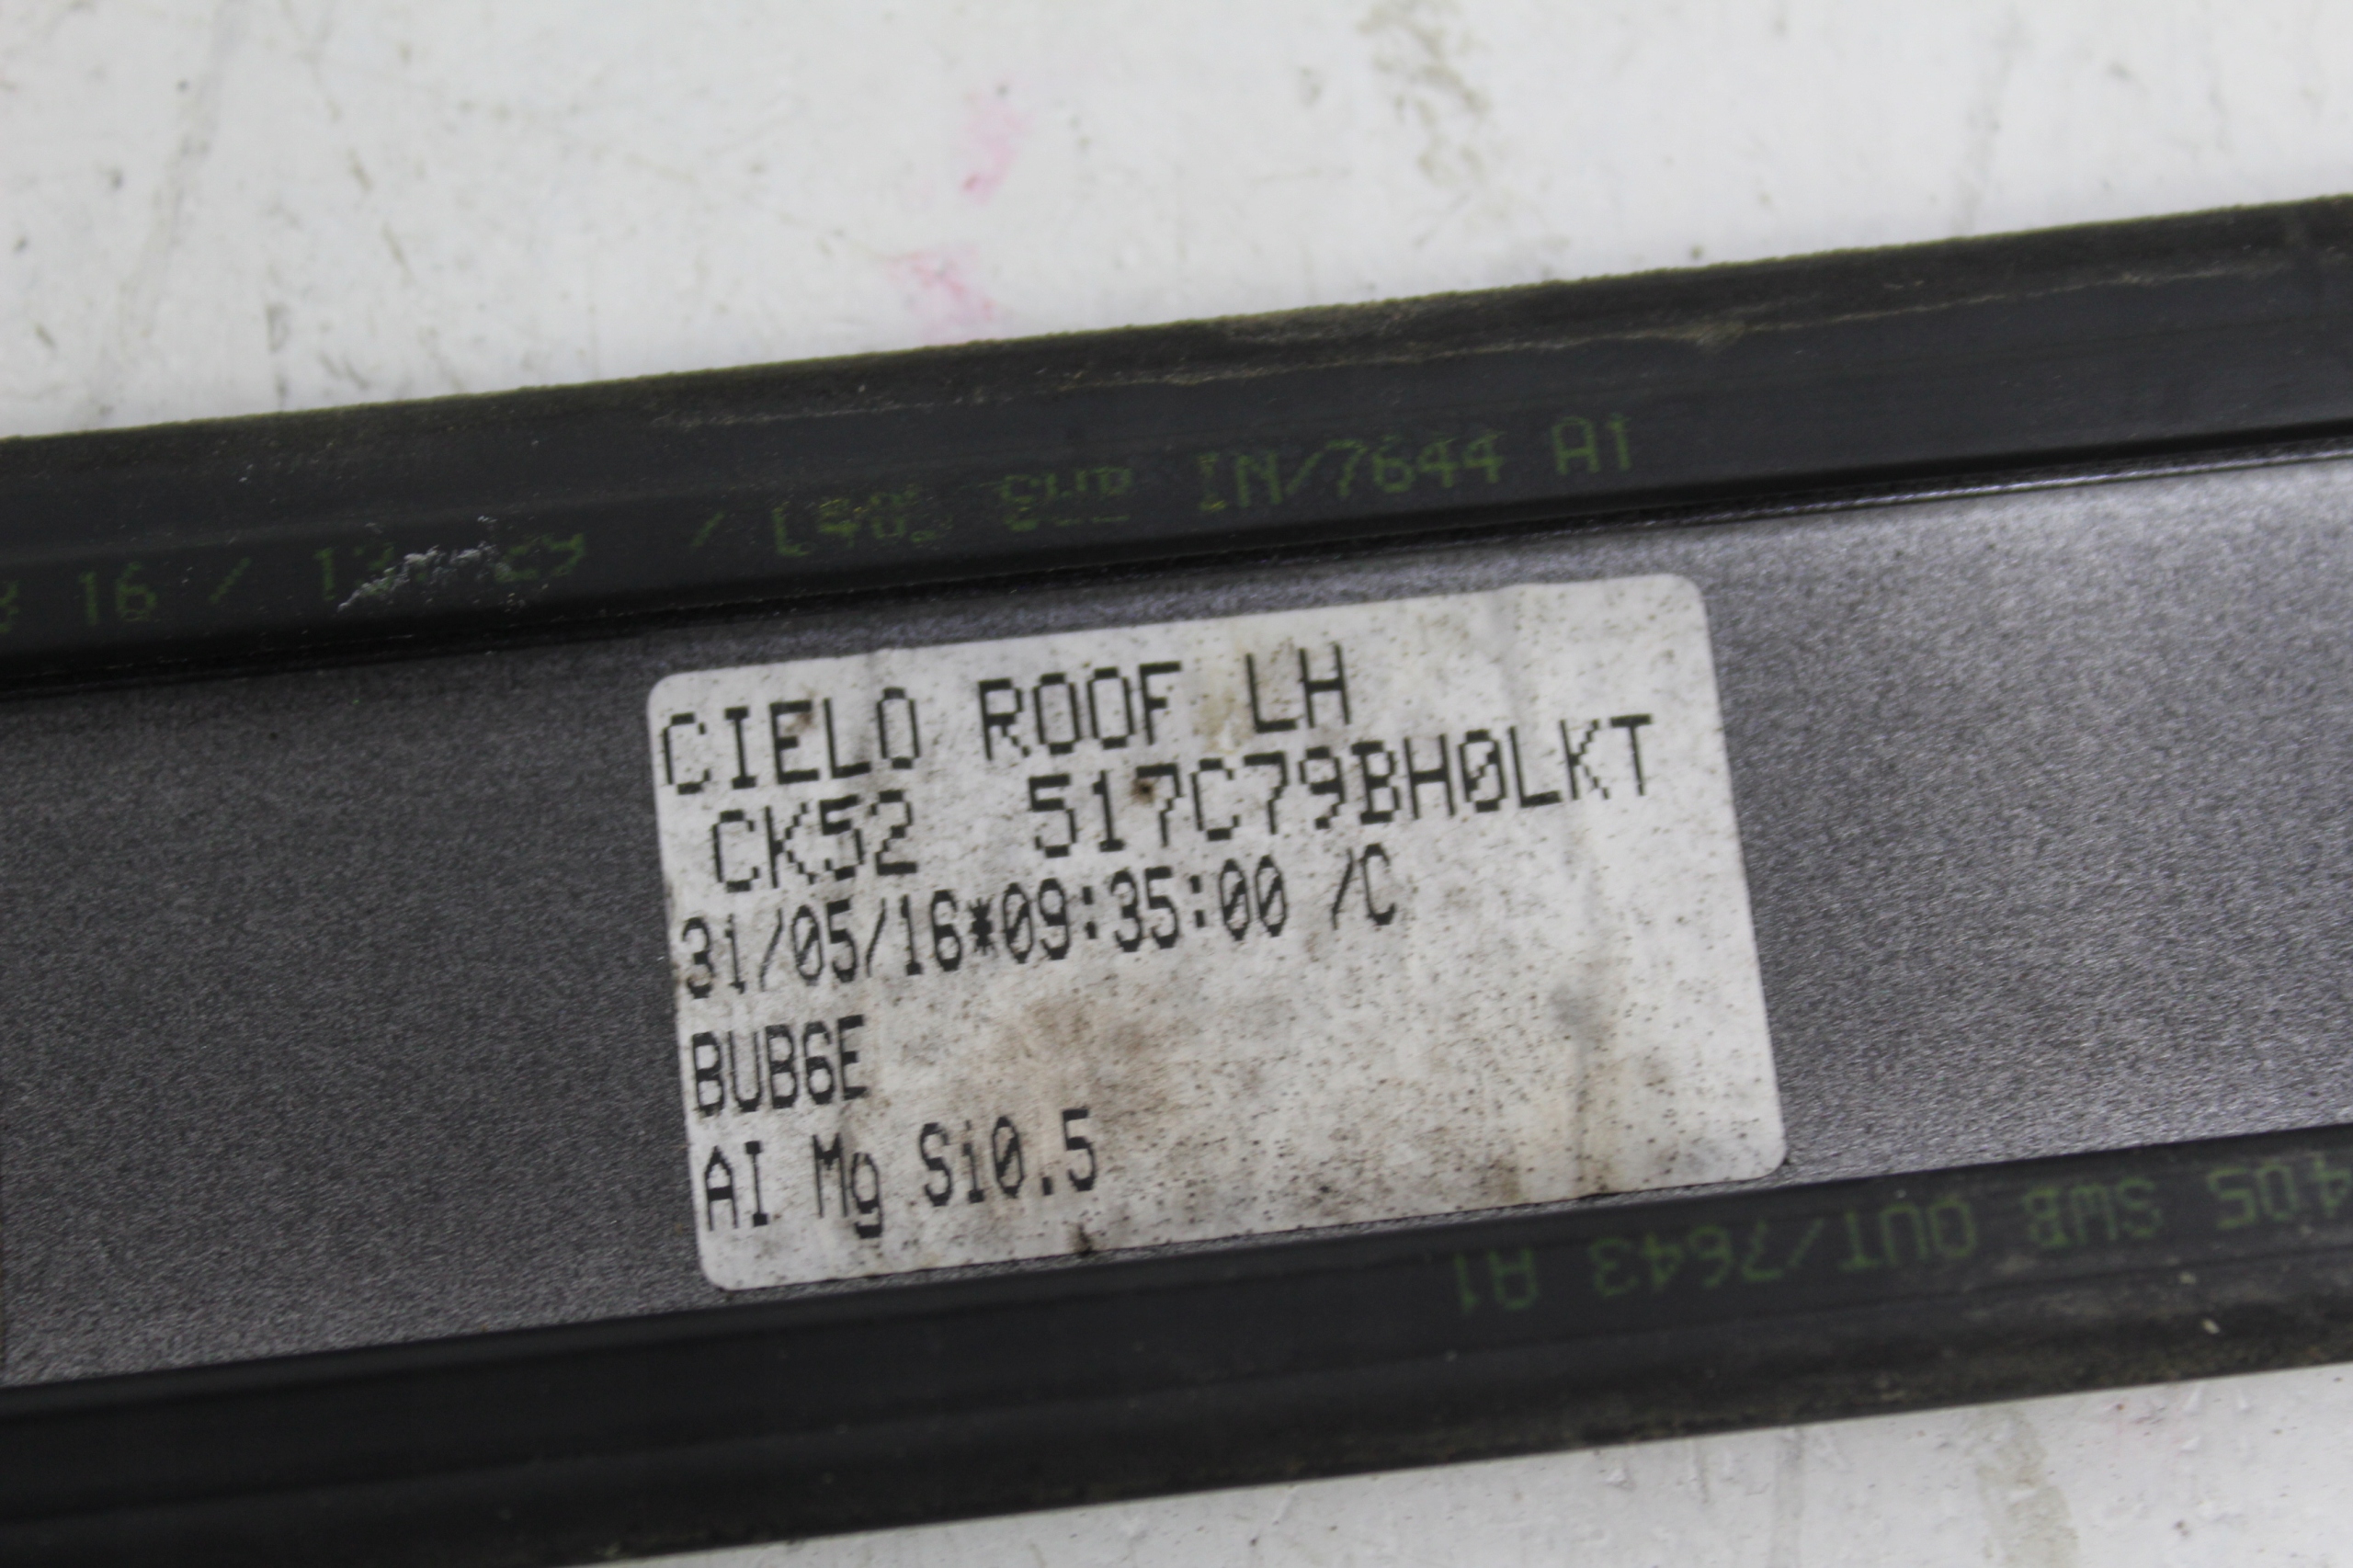 16 / / L405 SWB IN/7644 A1
CIELO ROOF LH
CK52 517C79BH0LKT
31/05/16*09:35:00 /C
BUB6E
AI Mg Si0.5
405 SWB OUT/7643 A1